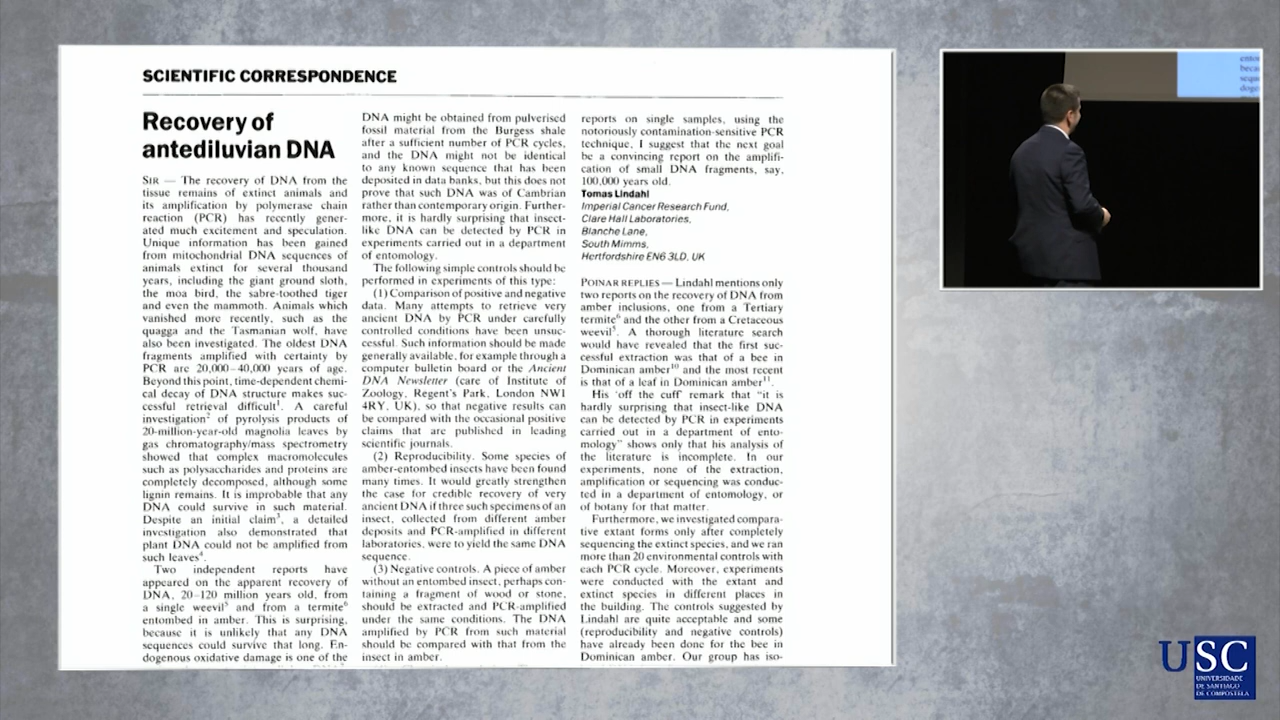 SCIENTIFIC CORRESPONDENCE
Recovery of
antediluvian DNA
SIR — The recovery of DNA from the
tissue remains of extinct animals and
its amplification by polymerase chain
reaction (PCR) has recently gener-
ated much excitement and speculation.
Unique information has been gained
from mitochondrial DNA sequences of
animals extinct for several thousand
years, including the giant ground sloth,
the moa bird, the sabre-toothed tiger
and even the mammoth. Animals which
vanished more recently, such as the
quagga and the Tasmanian wolf, have
also been investigated. The oldest DNA
fragments amplified with certainty by
PCR are 20,000–40,000 years of age.
Beyond this point, time-dependent chemi-
cal decay of DNA structure makes suc-
cessful retrieval difficult¹. A careful
investigation² of pyrolysis products of
20-million-year-old magnolia leaves by
gas chromatography/mass spectrometry
showed that complex macromolecules
such as polysaccharides and proteins are
completely decomposed, although some
lignin remains. It is improbable that any
DNA could survive in such material.
Despite an initial claim³, a detailed
investigation also demonstrated that
plant DNA could not be amplified from
such leaves⁴.
Two independent reports have
appeared on the apparent recovery of
DNA, 20–120 million years old, from
a single weevil⁵ and from a termite⁶
entombed in amber. This is surprising,
because it is unlikely that any DNA
sequences could survive that long. En-
dogenous oxidative damage is one of the
DNA might be obtained from pulverised
fossil material from the Burgess shale
after a sufficient number of PCR cycles,
and the DNA might not be identical
to any known sequence that has been
deposited in data banks, but this does not
prove that such DNA was of Cambrian
rather than contemporary origin. Further-
more, it is hardly surprising that insect-
like DNA can be detected by PCR in
experiments carried out in a department
of entomology.
The following simple controls should be
performed in experiments of this type:
(1) Comparison of positive and negative
data. Many attempts to retrieve very
ancient DNA by PCR under carefully
controlled conditions have been unsuc-
cessful. Such information should be made
generally available, for example through a
computer bulletin board or the Ancient
DNA Newsletter (care of Institute of
Zoology, Regent's Park, London NW1
4RY, UK), so that negative results can
be compared with the occasional positive
claims that are published in leading
scientific journals.
(2) Reproducibility. Some species of
amber-entombed insects have been found
many times. It would greatly strengthen
the case for credible recovery of very
ancient DNA if three such specimens of an
insect, collected from different amber
deposits and PCR-amplified in different
laboratories, were to yield the same DNA
sequence.
(3) Negative controls. A piece of amber
without an entombed insect, perhaps con-
taining a fragment of wood or stone,
should be extracted and PCR-amplified
under the same conditions. The DNA
amplified by PCR from such material
should be compared with that from the
insect in amber.
reports on single samples, using the
notoriously contamination-sensitive PCR
technique, I suggest that the next goal
be a convincing report on the amplifi-
cation of small DNA fragments, say,
100,000 years old.
Tomas Lindahl
Imperial Cancer Research Fund,
Clare Hall Laboratories,
Blanche Lane,
South Mimms,
Hertfordshire EN6 3LD, UK
POINAR REPLIES — Lindahl mentions only
two reports on the recovery of DNA from
amber inclusions, one from a Tertiary
termite⁶ and the other from a Cretaceous
weevil⁵. A thorough literature search
would have revealed that the first suc-
cessful extraction was that of a bee in
Dominican amber¹⁰ and the most recent
is that of a leaf in Dominican amber¹¹.
His 'off the cuff' remark that "it is
hardly surprising that insect-like DNA
can be detected by PCR in experiments
carried out in a department of ento-
mology" shows only that his analysis of
the literature is incomplete. In our
experiments, none of the extraction,
amplification or sequencing was conduc-
ted in a department of entomology, or
of botany for that matter.
Furthermore, we investigated compara-
tive extant forms only after completely
sequencing the extinct species, and we ran
more than 20 environmental controls with
each PCR cycle. Moreover, experiments
were conducted with the extant and
extinct species in different places in
the building. The controls suggested by
Lindahl are quite acceptable and some
(reproducibility and negative controls)
have already been done for the bee in
Dominican amber. Our group has iso-
ento
beca
sequ
doge
USC
UNIVERSIDADE
DE SANTIAGO
DE COMPOSTELA